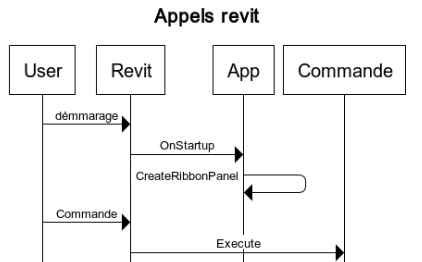 Appels revit
User
Revit
App
Commande
démmarage
OnStartup
CreateRibbonPanel
Commande
Execute